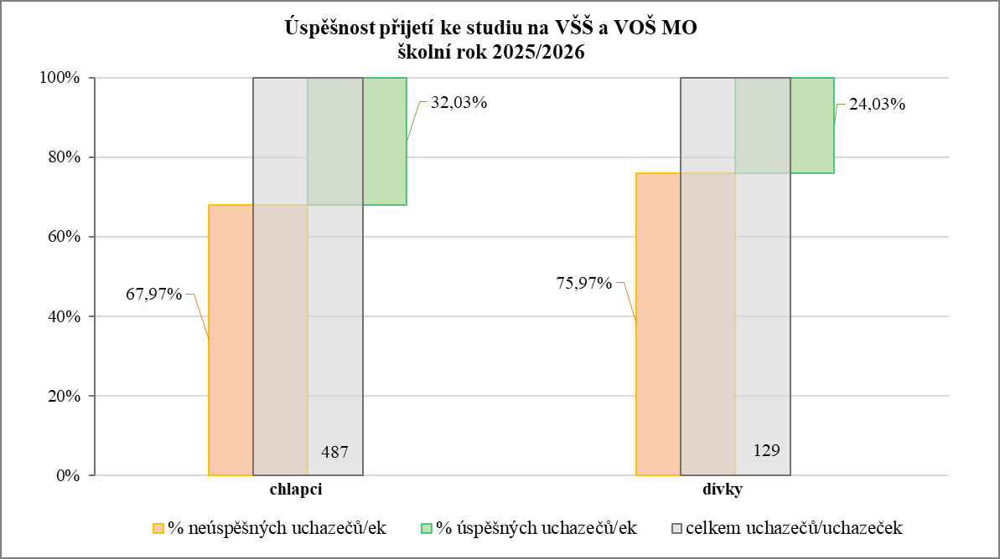 Úspěšnost přijetí ke studiu na VŠŠ a VOŠ MO
školní rok 2025/2026
100%
80%
60%
40%
20%
0%
32,03%
24,03%
67,97%
75,97%
487
129
chlapci
dívky
% neúspěšných uchazečů/ek
% úspěšných uchazečů/ek
celkem uchazečů/uchazeček